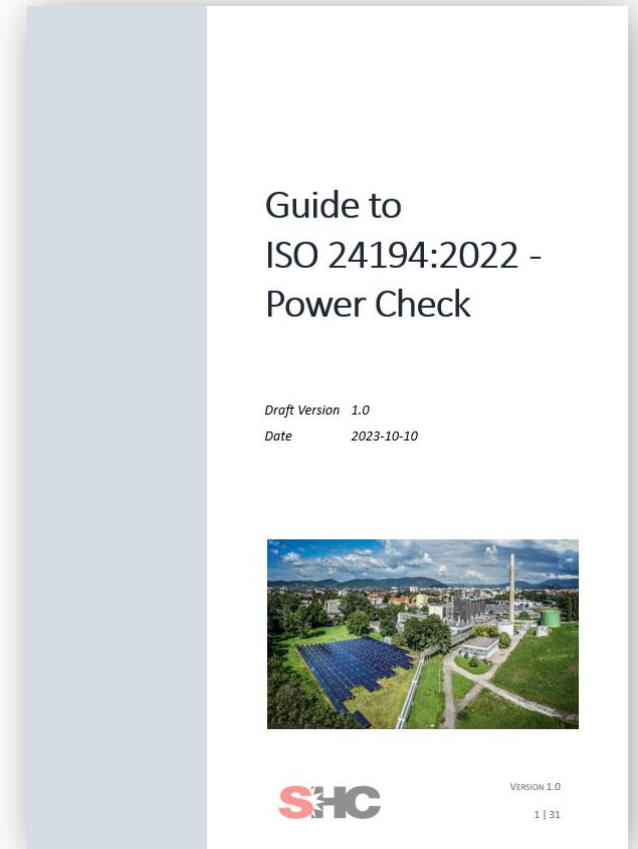 Guide to
ISO 24194:2022 -
Power Check
Draft Version 1.0
Date 2023-10-10
SHC
VERSION 1.0
1 | 31